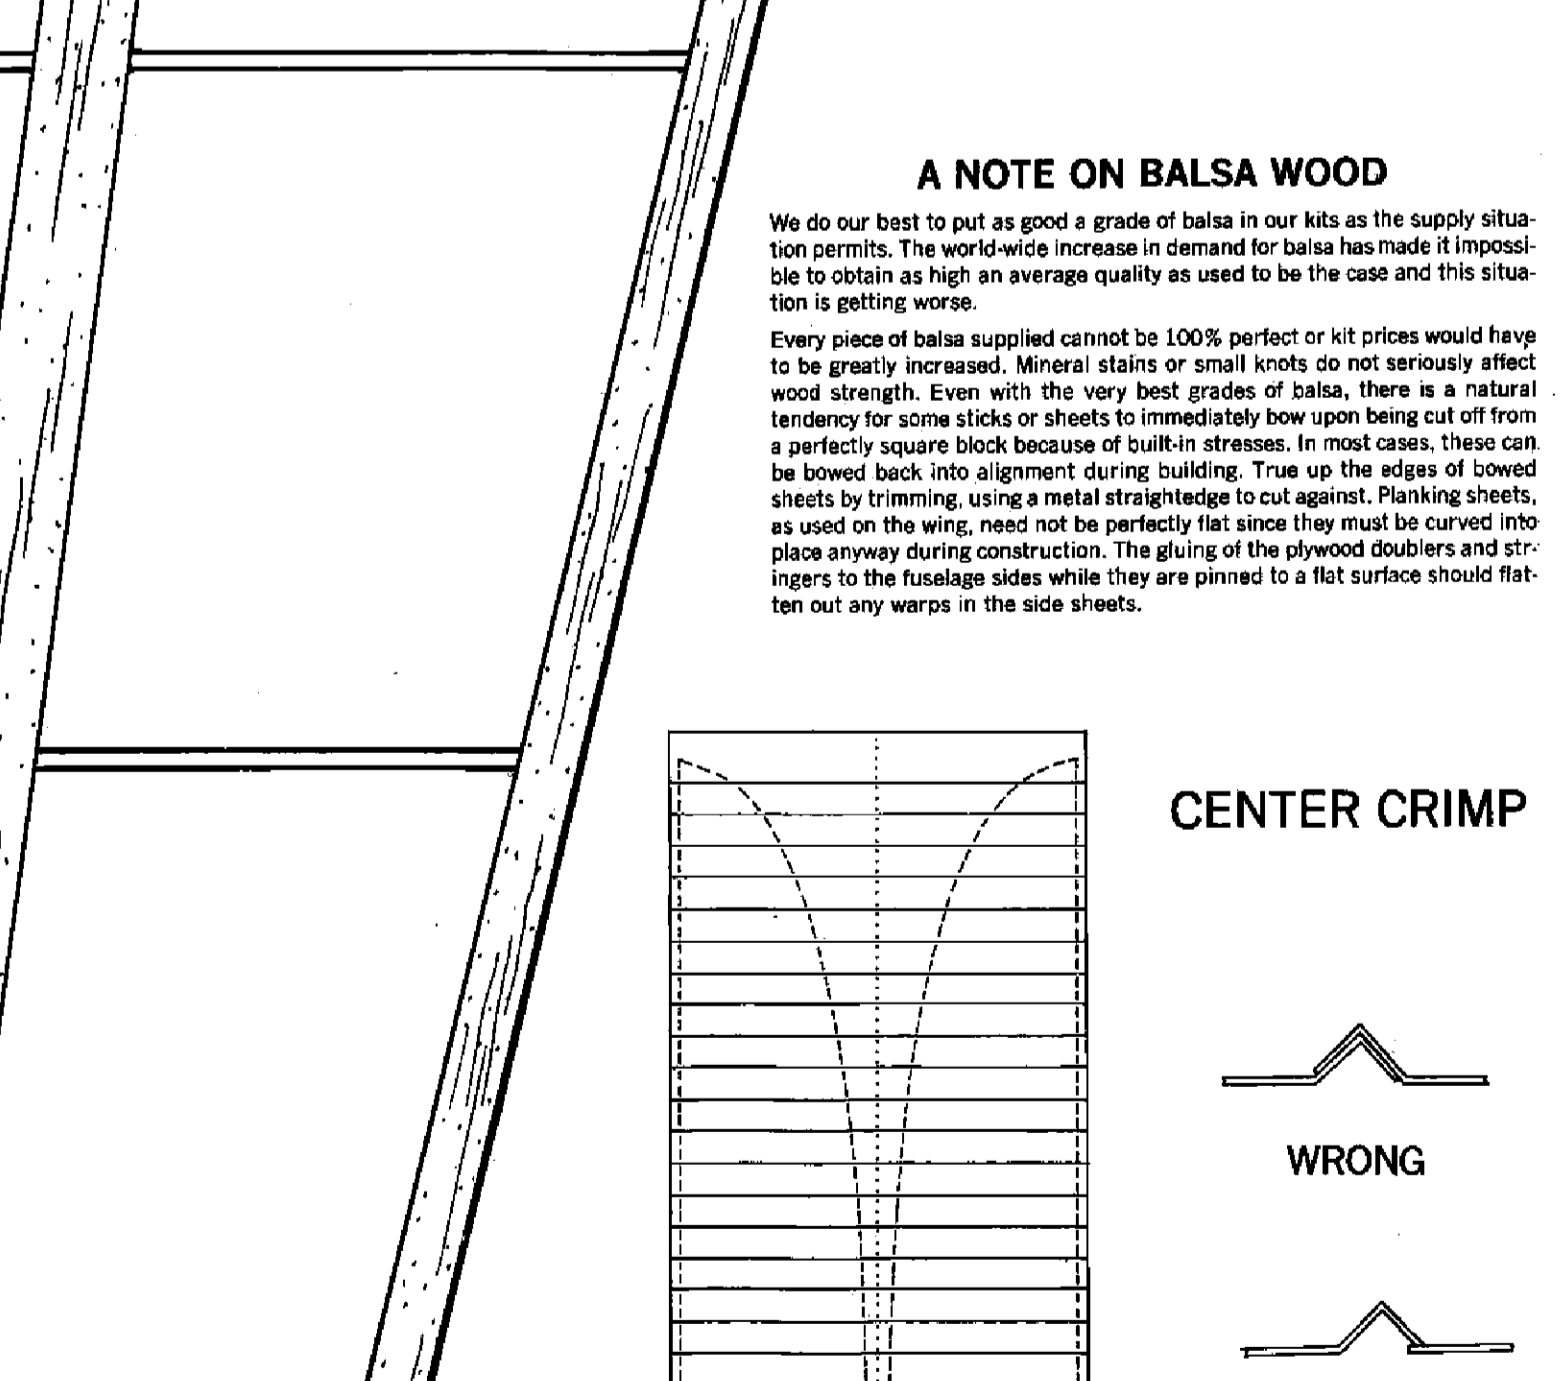 A NOTE ON BALSA WOOD
We do our best to put as good a grade of balsa in our kits as the supply situa-
tion permits. The world-wide increase in demand for balsa has made it impossi-
ble to obtain as high an average quality as used to be the case and this situa-
tion is getting worse.
Every piece of balsa supplied cannot be 100% perfect or kit prices would have
to be greatly increased. Mineral stains or small knots do not seriously affect
wood strength. Even with the very best grades of balsa, there is a natural
tendency for some sticks or sheets to immediately bow upon being cut off from
a perfectly square block because of built-in stresses. In most cases, these can
be bowed back into alignment during building. True up the edges of bowed
sheets by trimming, using a metal straightedge to cut against. Planking sheets,
as used on the wing, need not be perfectly flat since they must be curved into
place anyway during construction. The gluing of the plywood doublers and str-
ingers to the fuselage sides while they are pinned to a flat surface should flat-
ten out any warps in the side sheets.
CENTER CRIMP
WRONG